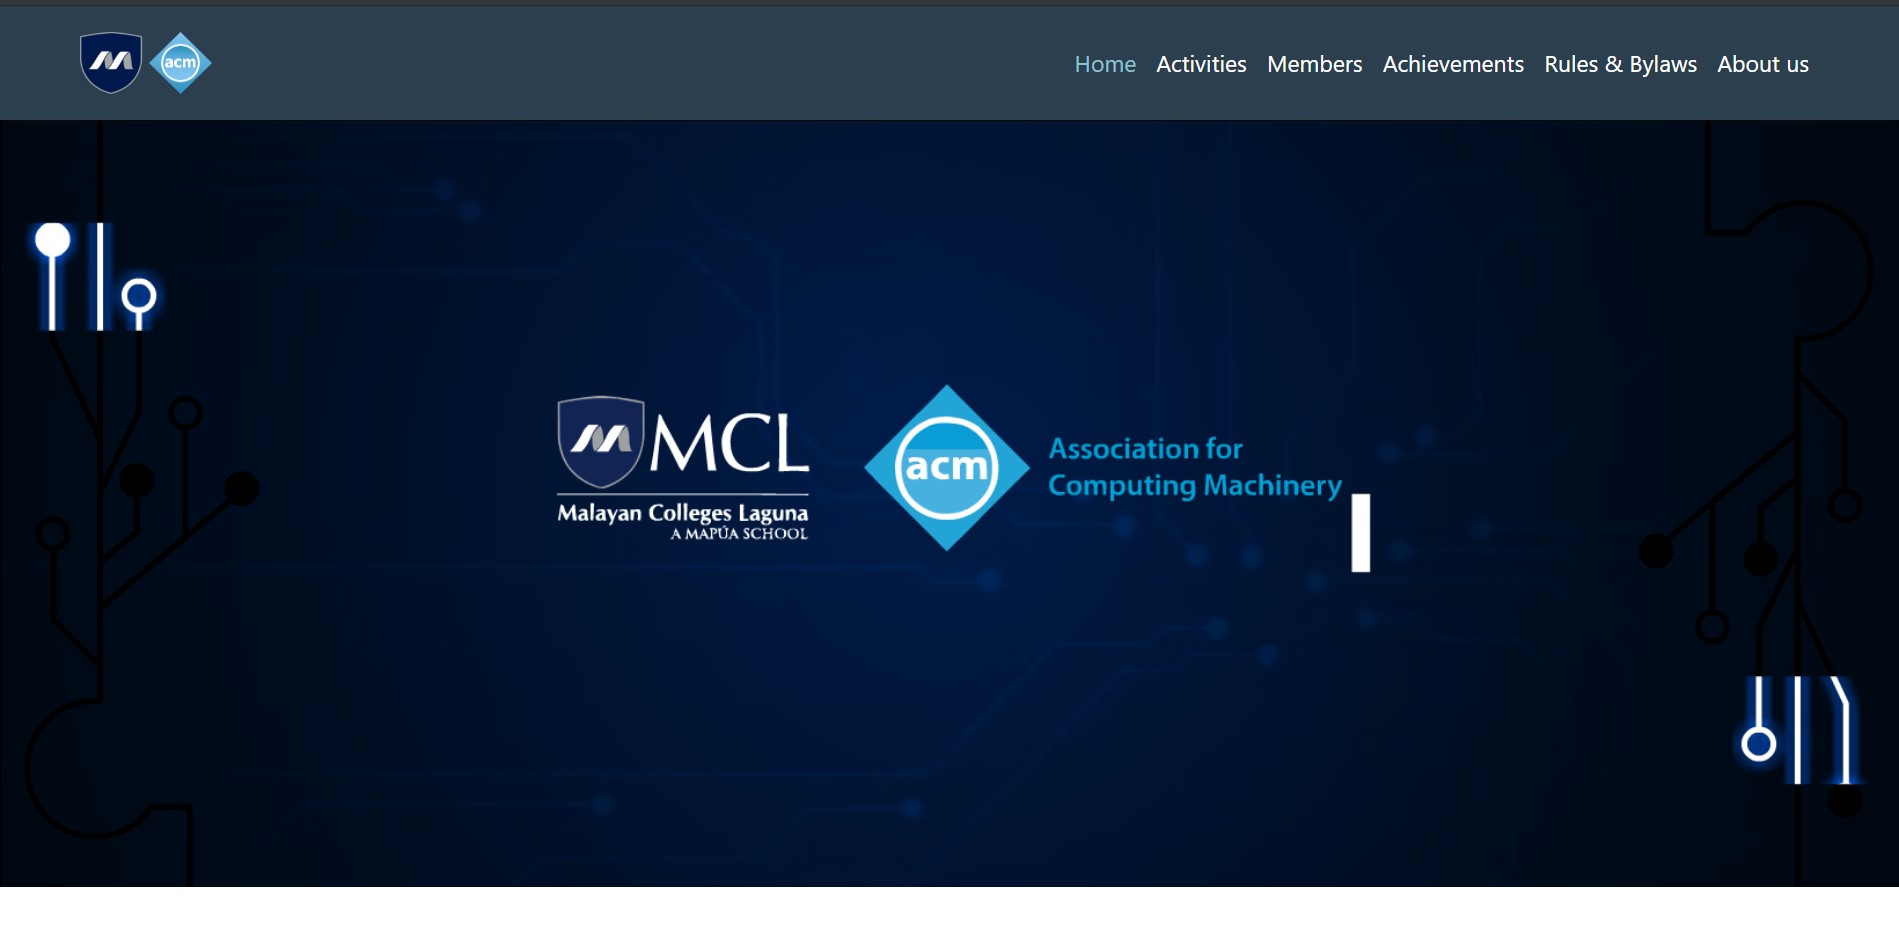 acm
Home Activities Members Achievements Rules & Bylaws About us
MCL
Malayan Colleges Laguna
A MAPÚA SCHOOL
acm
Association for
Computing Machinery